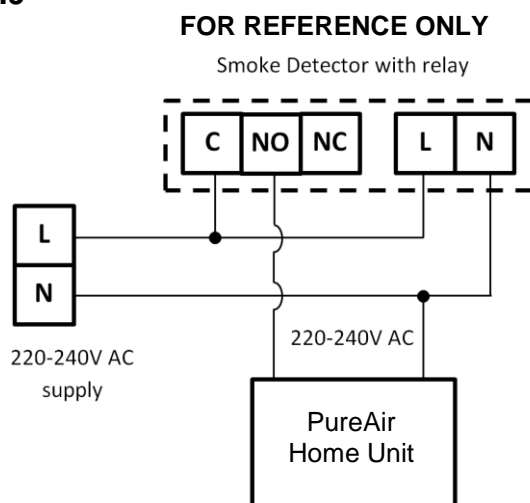 FOR REFERENCE ONLY
Smoke Detector with relay
C NO NC L N
L
N
220-240V AC
supply
220-240V AC
PureAir
Home Unit